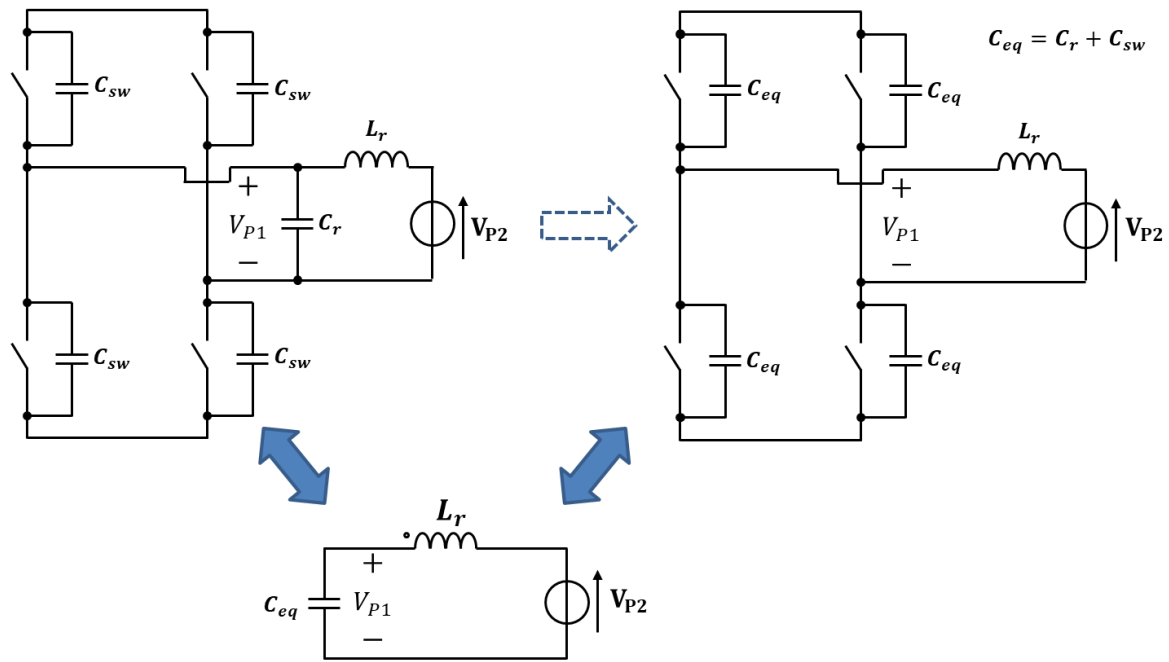 C_sw
C_sw
L_r
+
V_P1
−
C_r
V_P2
C_sw
C_sw
C_eq = C_r + C_sw
C_eq
C_eq
L_r
+
V_P1
−
V_P2
C_eq
C_eq
L_r
+
C_eq
V_P1
−
V_P2